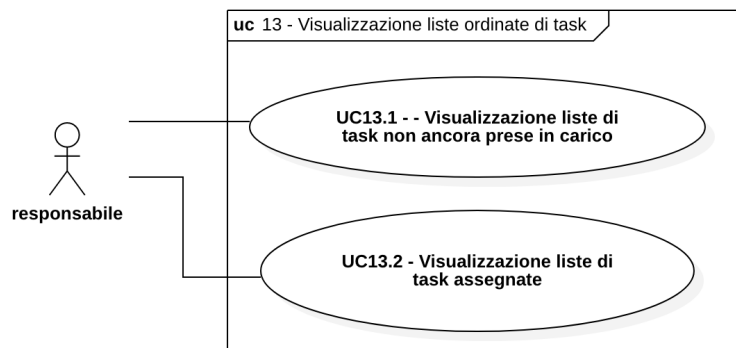 uc 13 - Visualizzazione liste ordinate di task
UC13.1 - - Visualizzazione liste di
task non ancora prese in carico
responsabile
UC13.2 - Visualizzazione liste di
task assegnate